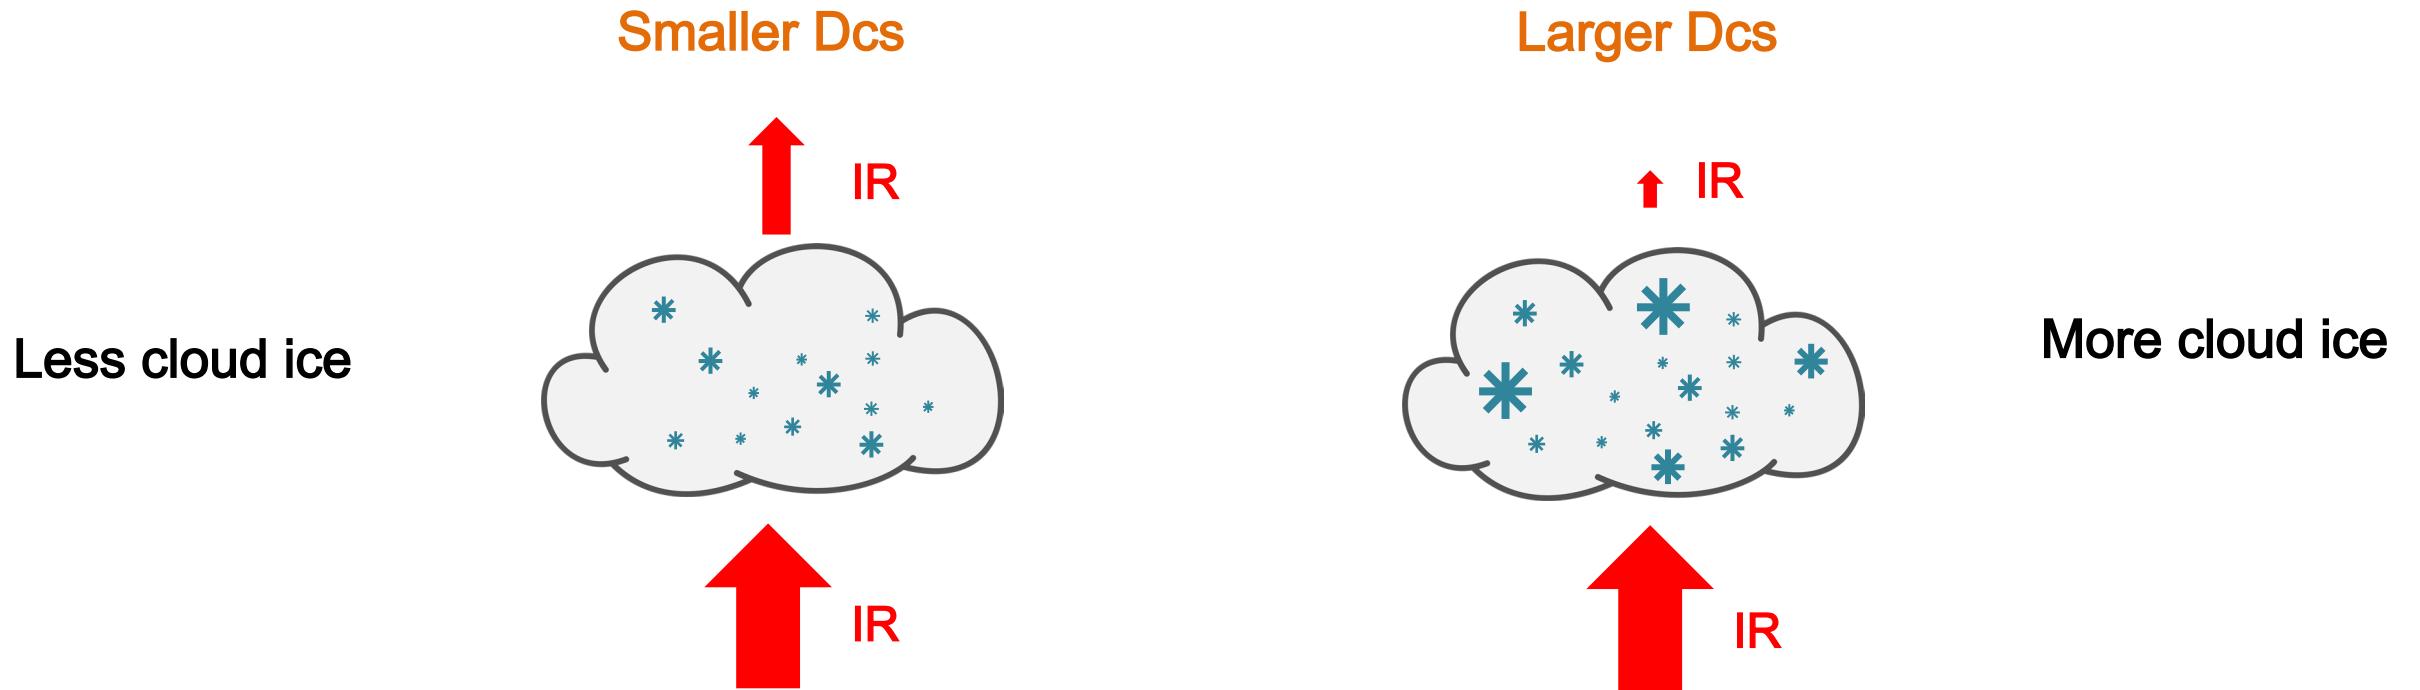 Smaller Dcs
Larger Dcs
IR
IR
Less cloud ice
More cloud ice
IR
IR